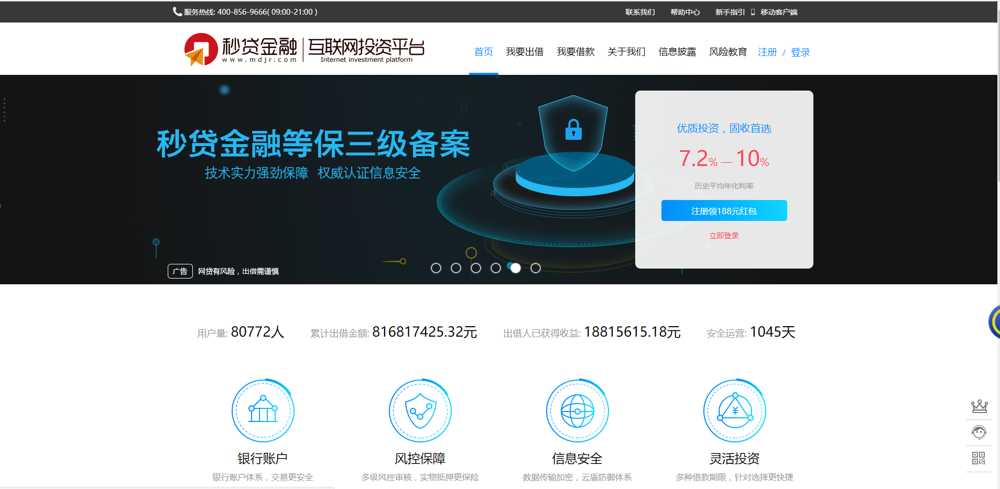 服务热线: 400-856-9666( 09:00-21:00 )
联系我们 帮助中心 新手指引 移动客户端
秒贷金融 互联网投资平台
www.mdjr.com Internet investment platform
首页 我要出借 我要借款 关于我们 信息披露 风险教育 注册 / 登录
秒贷金融等保三级备案
技术实力强劲保障 权威认证信息安全
优质投资，固收首选
7.2% — 10%
历史平均年化利率
注册领188元红包
立即登录
广告 网贷有风险，出借需谨慎
用户量: 80772人 累计出借金额: 816817425.32元 出借人已获得收益: 18815615.18元 安全运营: 1045天
¥
银行账户 风控保障 信息安全 灵活投资
银行账户体系，交易更安全 多级风控审核，实物抵押更保险 数据传输加密，云盾防御体系 多种借款期限，针对选择更快捷